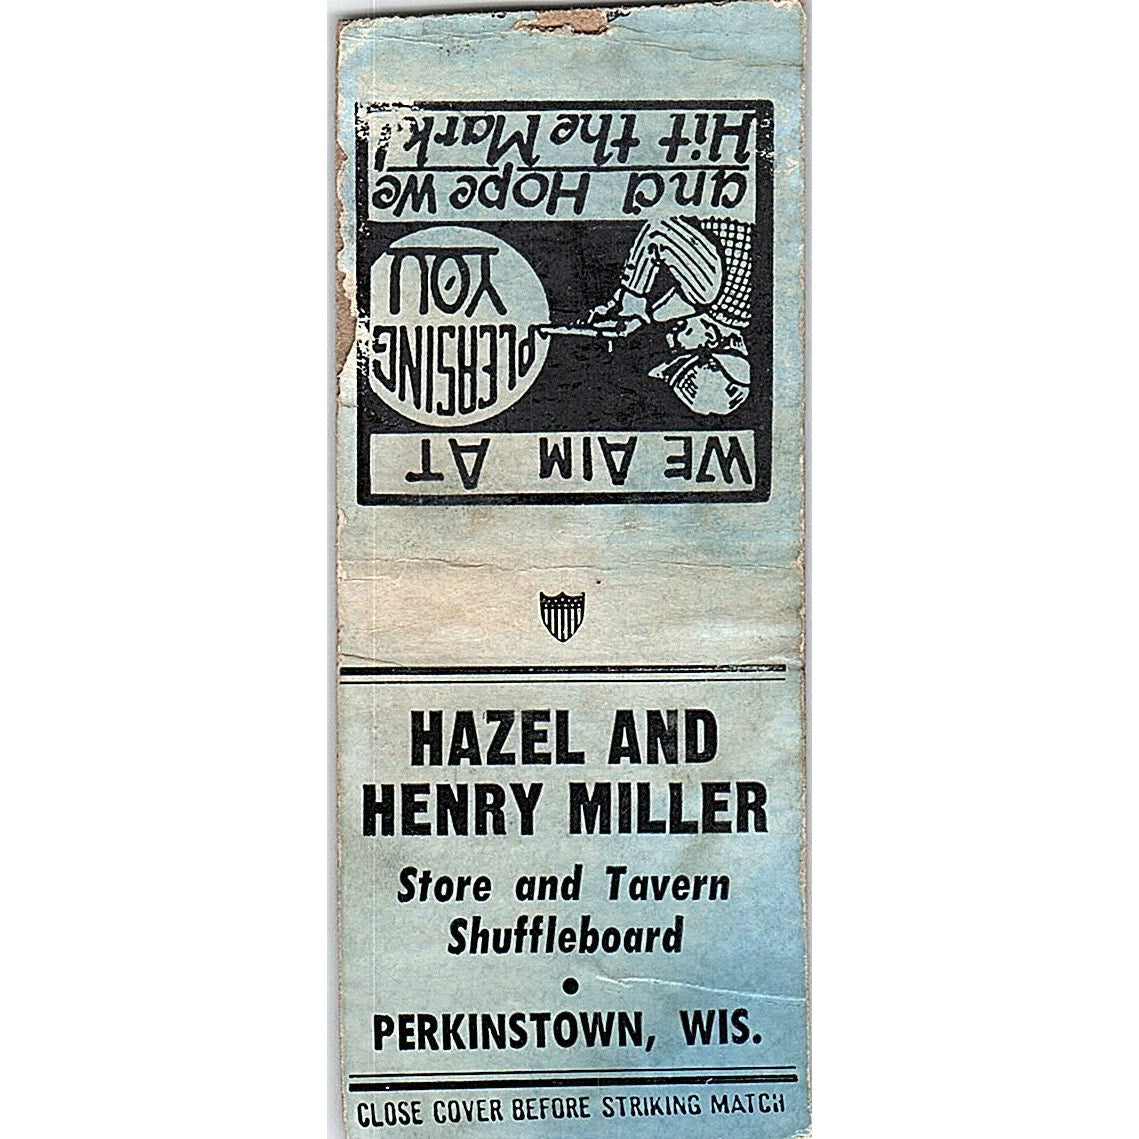 WE AIM AT
PLEASING
YOU
and Hope we
Hit the Mark!
HAZEL AND
HENRY MILLER
Store and Tavern
Shuffleboard
•
PERKINSTOWN, WIS.
CLOSE COVER BEFORE STRIKING MATCH